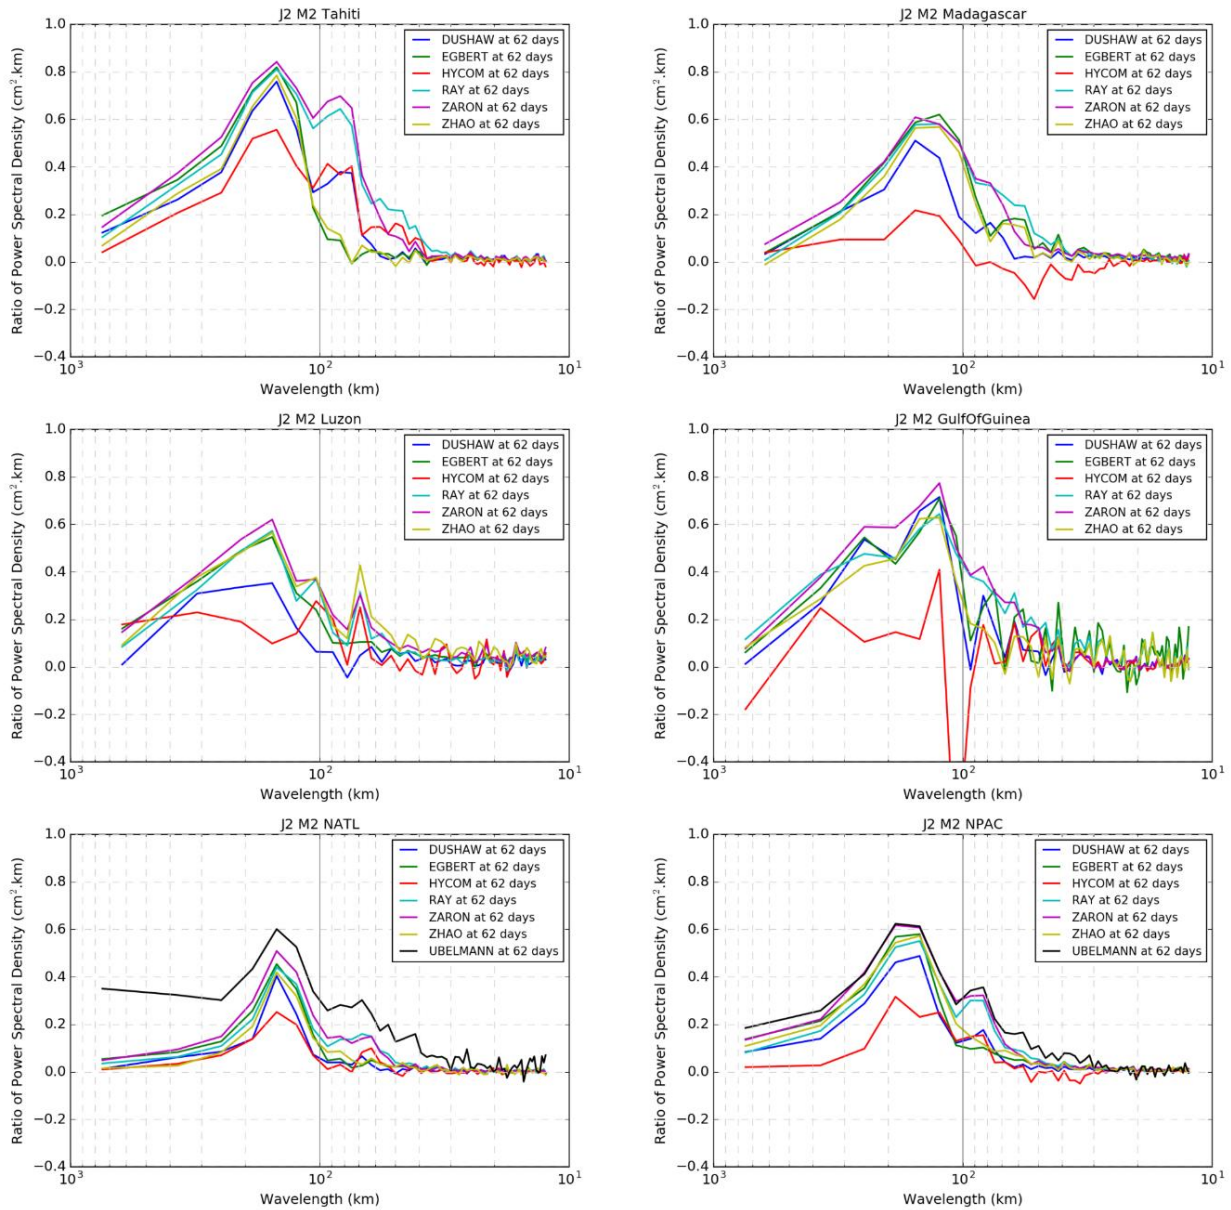 J2 M2 Tahiti
Ratio of Power Spectral Density (cm².km)
1.0
0.8
0.6
0.4
0.2
0.0
−0.2
−0.4
DUSHAW at 62 days
EGBERT at 62 days
HYCOM at 62 days
RAY at 62 days
ZARON at 62 days
ZHAO at 62 days
10³
10²
10¹
Wavelength (km)
J2 M2 Madagascar
Ratio of Power Spectral Density (cm².km)
1.0
0.8
0.6
0.4
0.2
0.0
−0.2
−0.4
DUSHAW at 62 days
EGBERT at 62 days
HYCOM at 62 days
RAY at 62 days
ZARON at 62 days
ZHAO at 62 days
10³
10²
10¹
Wavelength (km)
J2 M2 Luzon
Ratio of Power Spectral Density (cm².km)
1.0
0.8
0.6
0.4
0.2
0.0
−0.2
−0.4
DUSHAW at 62 days
EGBERT at 62 days
HYCOM at 62 days
RAY at 62 days
ZARON at 62 days
ZHAO at 62 days
10³
10²
10¹
Wavelength (km)
J2 M2 GulfOfGuinea
Ratio of Power Spectral Density (cm².km)
1.0
0.8
0.6
0.4
0.2
0.0
−0.2
−0.4
DUSHAW at 62 days
EGBERT at 62 days
HYCOM at 62 days
RAY at 62 days
ZARON at 62 days
ZHAO at 62 days
10³
10²
10¹
Wavelength (km)
J2 M2 NATL
Ratio of Power Spectral Density (cm².km)
1.0
0.8
0.6
0.4
0.2
0.0
−0.2
−0.4
DUSHAW at 62 days
EGBERT at 62 days
HYCOM at 62 days
RAY at 62 days
ZARON at 62 days
ZHAO at 62 days
UBELMANN at 62 days
10³
10²
10¹
Wavelength (km)
J2 M2 NPAC
Ratio of Power Spectral Density (cm².km)
1.0
0.8
0.6
0.4
0.2
0.0
−0.2
−0.4
DUSHAW at 62 days
EGBERT at 62 days
HYCOM at 62 days
RAY at 62 days
ZARON at 62 days
ZHAO at 62 days
UBELMANN at 62 days
10³
10²
10¹
Wavelength (km)